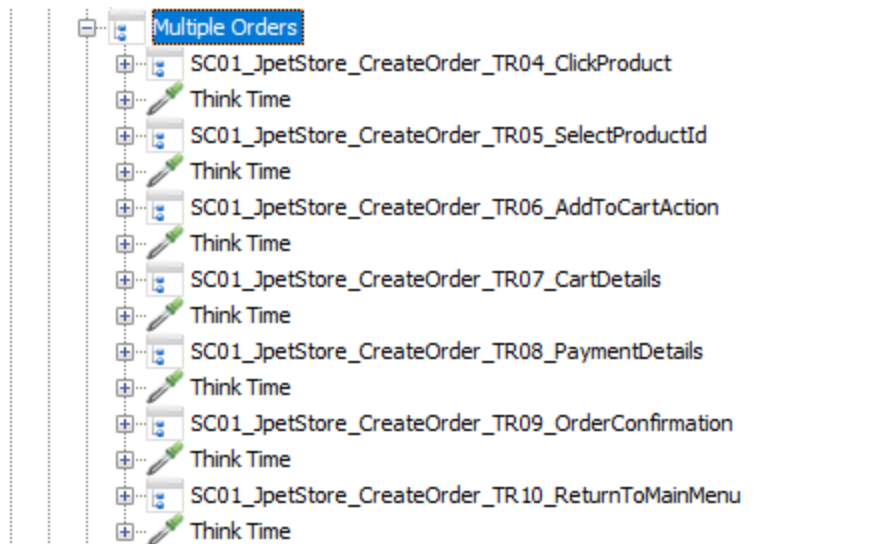 Multiple Orders
SC01_JpetStore_CreateOrder_TR04_ClickProduct
Think Time
SC01_JpetStore_CreateOrder_TR05_SelectProductId
Think Time
SC01_JpetStore_CreateOrder_TR06_AddToCartAction
Think Time
SC01_JpetStore_CreateOrder_TR07_CartDetails
Think Time
SC01_JpetStore_CreateOrder_TR08_PaymentDetails
Think Time
SC01_JpetStore_CreateOrder_TR09_OrderConfirmation
Think Time
SC01_JpetStore_CreateOrder_TR10_ReturnToMainMenu
Think Time